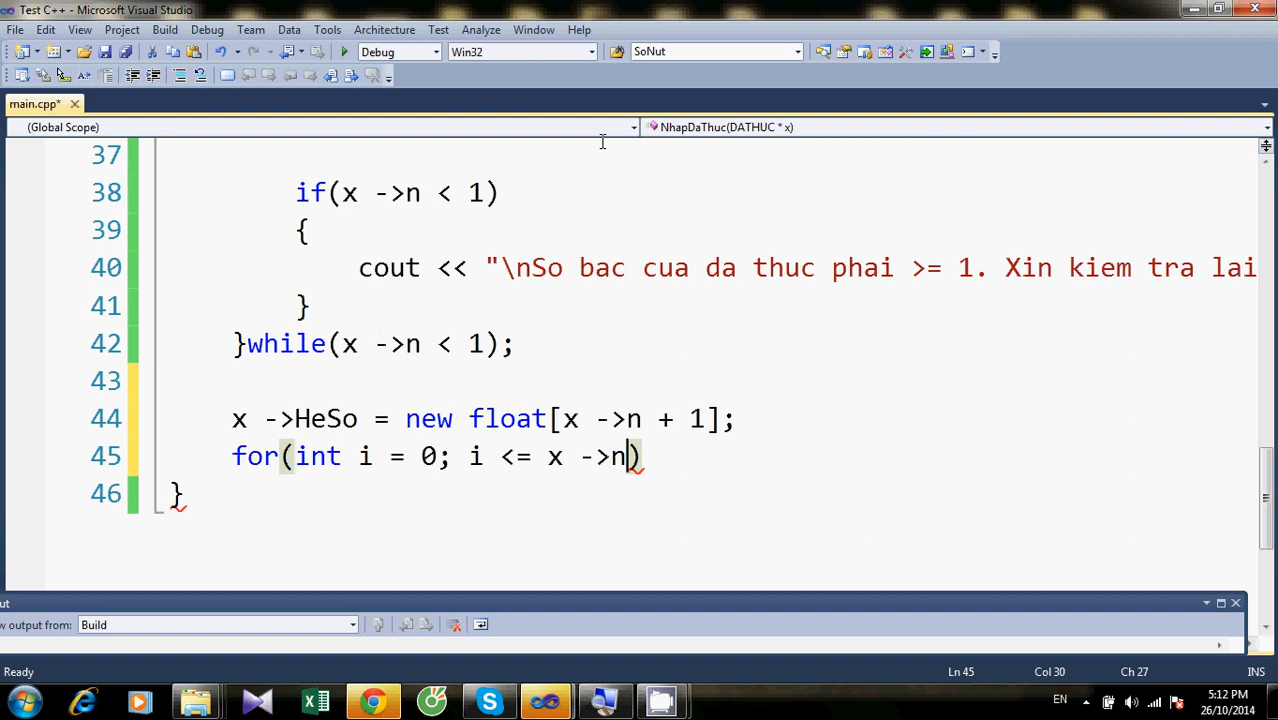 Test C++ - Microsoft Visual Studio
File Edit View Project Build Debug Team Data Tools Architecture Test Analyze Window Help
Debug Win32 SoNut
main.cpp*
(Global Scope) NhapDaThuc(DATHUC * x)
37
38 if(x ->n < 1)
39 {
40 cout << "\nSo bac cua da thuc phai >= 1. Xin kiem tra lai
41 }
42 }while(x ->n < 1);
43
44 x ->HeSo = new float[x ->n + 1];
45 for(int i = 0; i <= x ->n)
46 }
ut
w output from: Build
Ready Ln 45 Col 30 Ch 27 INS
EN 5:12 PM
26/10/2014